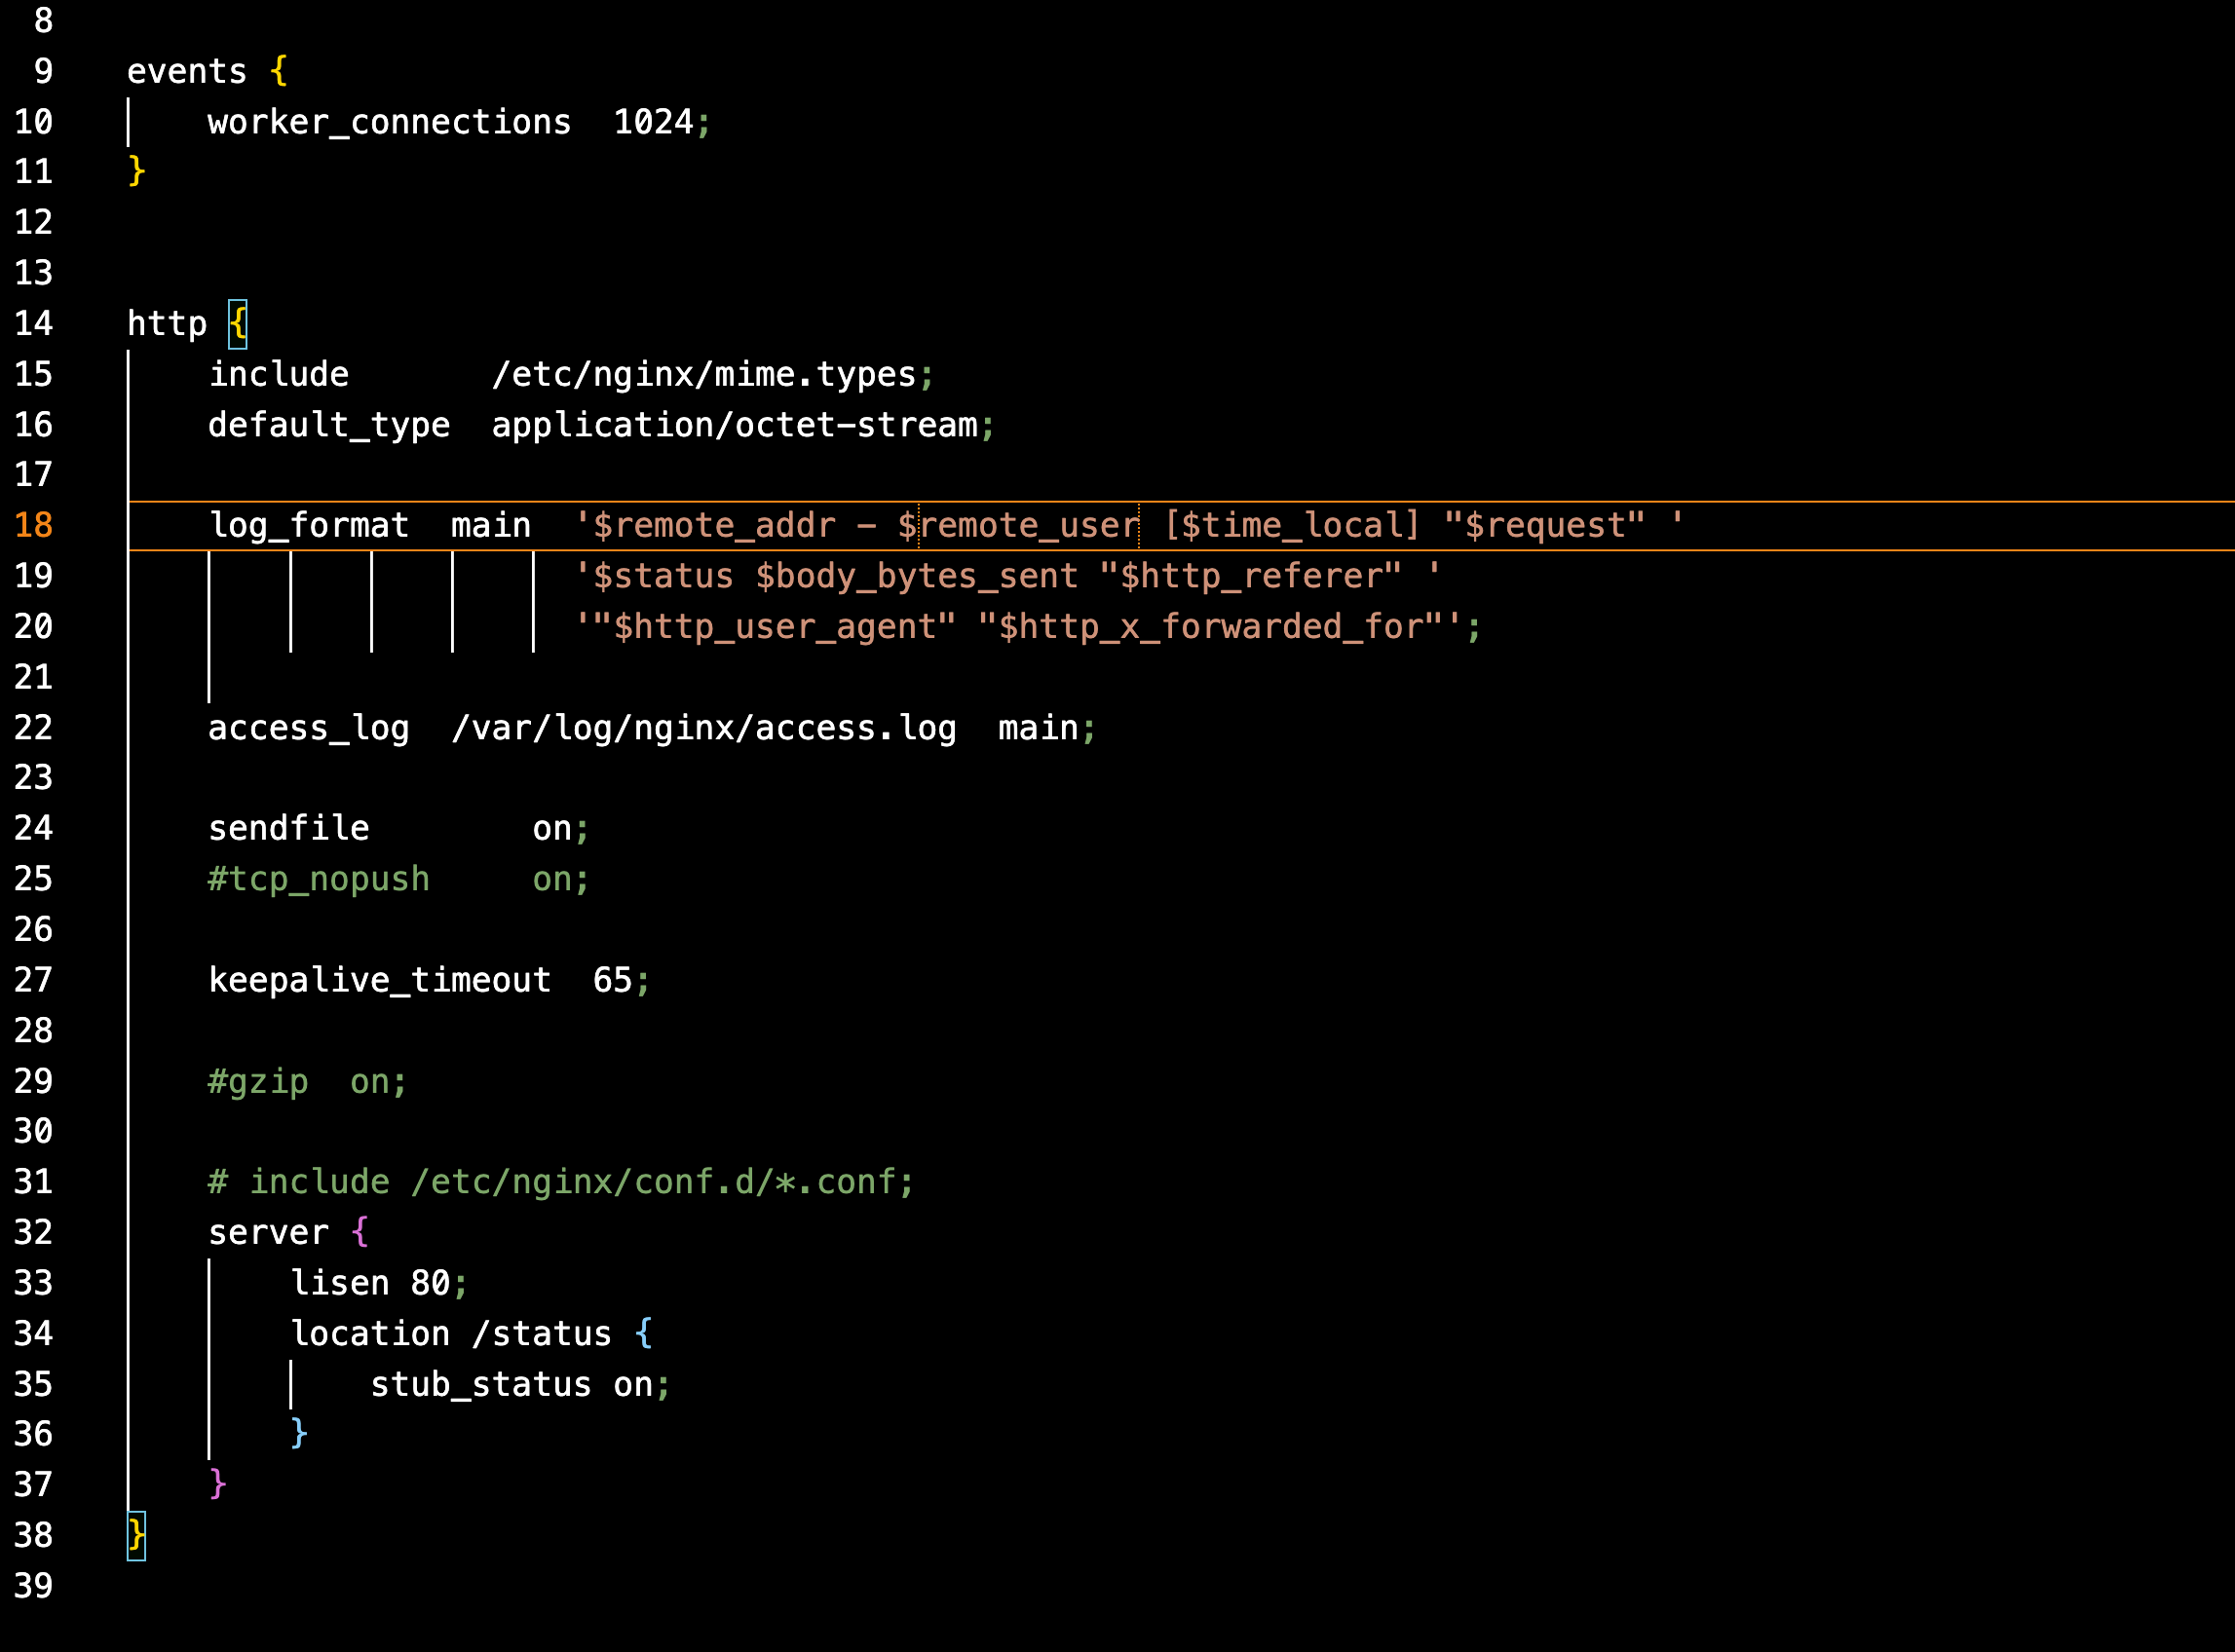 8
9 events {
10     worker_connections  1024;
11 }
12
13
14 http {
15     include       /etc/nginx/mime.types;
16     default_type  application/octet-stream;
17
18     log_format  main  '$remote_addr - $remote_user [$time_local] "$request" '
19                       '$status $body_bytes_sent "$http_referer" '
20                       '"$http_user_agent" "$http_x_forwarded_for"';
21
22     access_log  /var/log/nginx/access.log  main;
23
24     sendfile        on;
25     #tcp_nopush     on;
26
27     keepalive_timeout  65;
28
29     #gzip  on;
30
31     # include /etc/nginx/conf.d/*.conf;
32     server {
33         lisen 80;
34         location /status {
35             stub_status on;
36         }
37     }
38 }
39